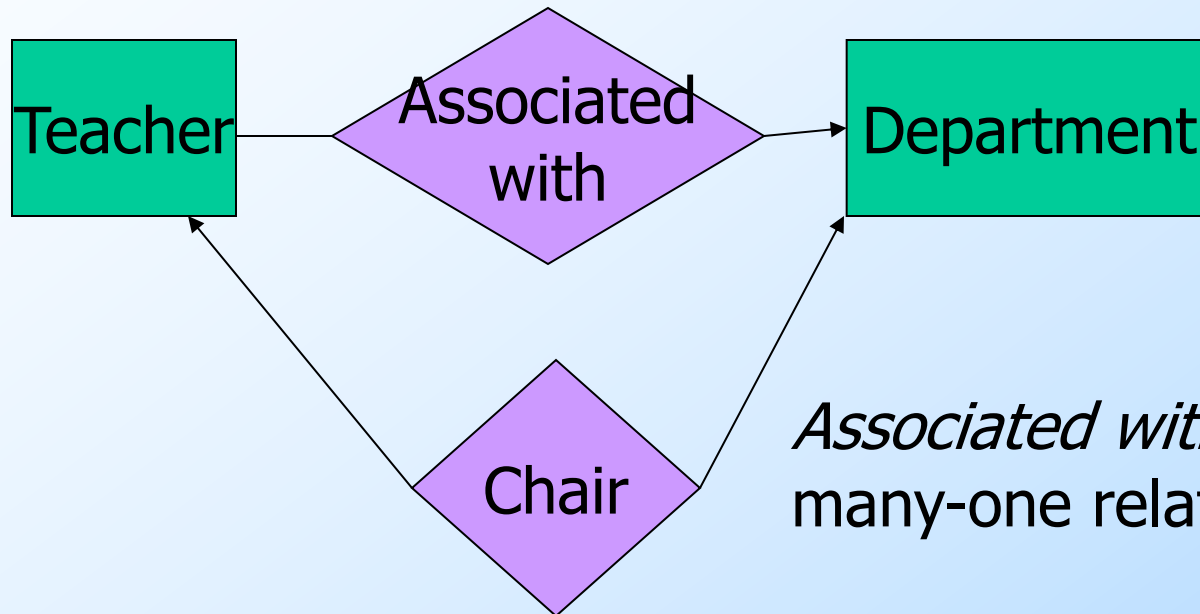 Teacher
Associated
with
Department
Chair
Associated
many-one